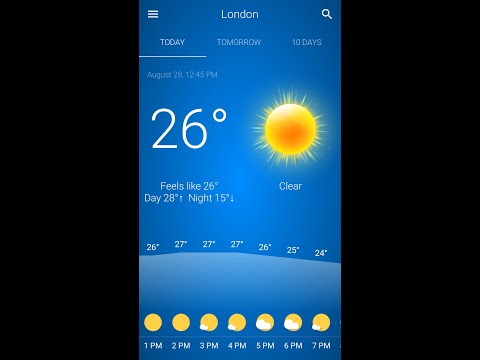 London
TODAY TOMORROW 10 DAYS
August 28, 12:45 PM
26°
Feels like 26°
Day 28°↑ Night 15°↓
Clear
26° 27° 27° 27° 26° 25° 24°
1 PM 2 PM 3 PM 4 PM 5 PM 6 PM 7 PM